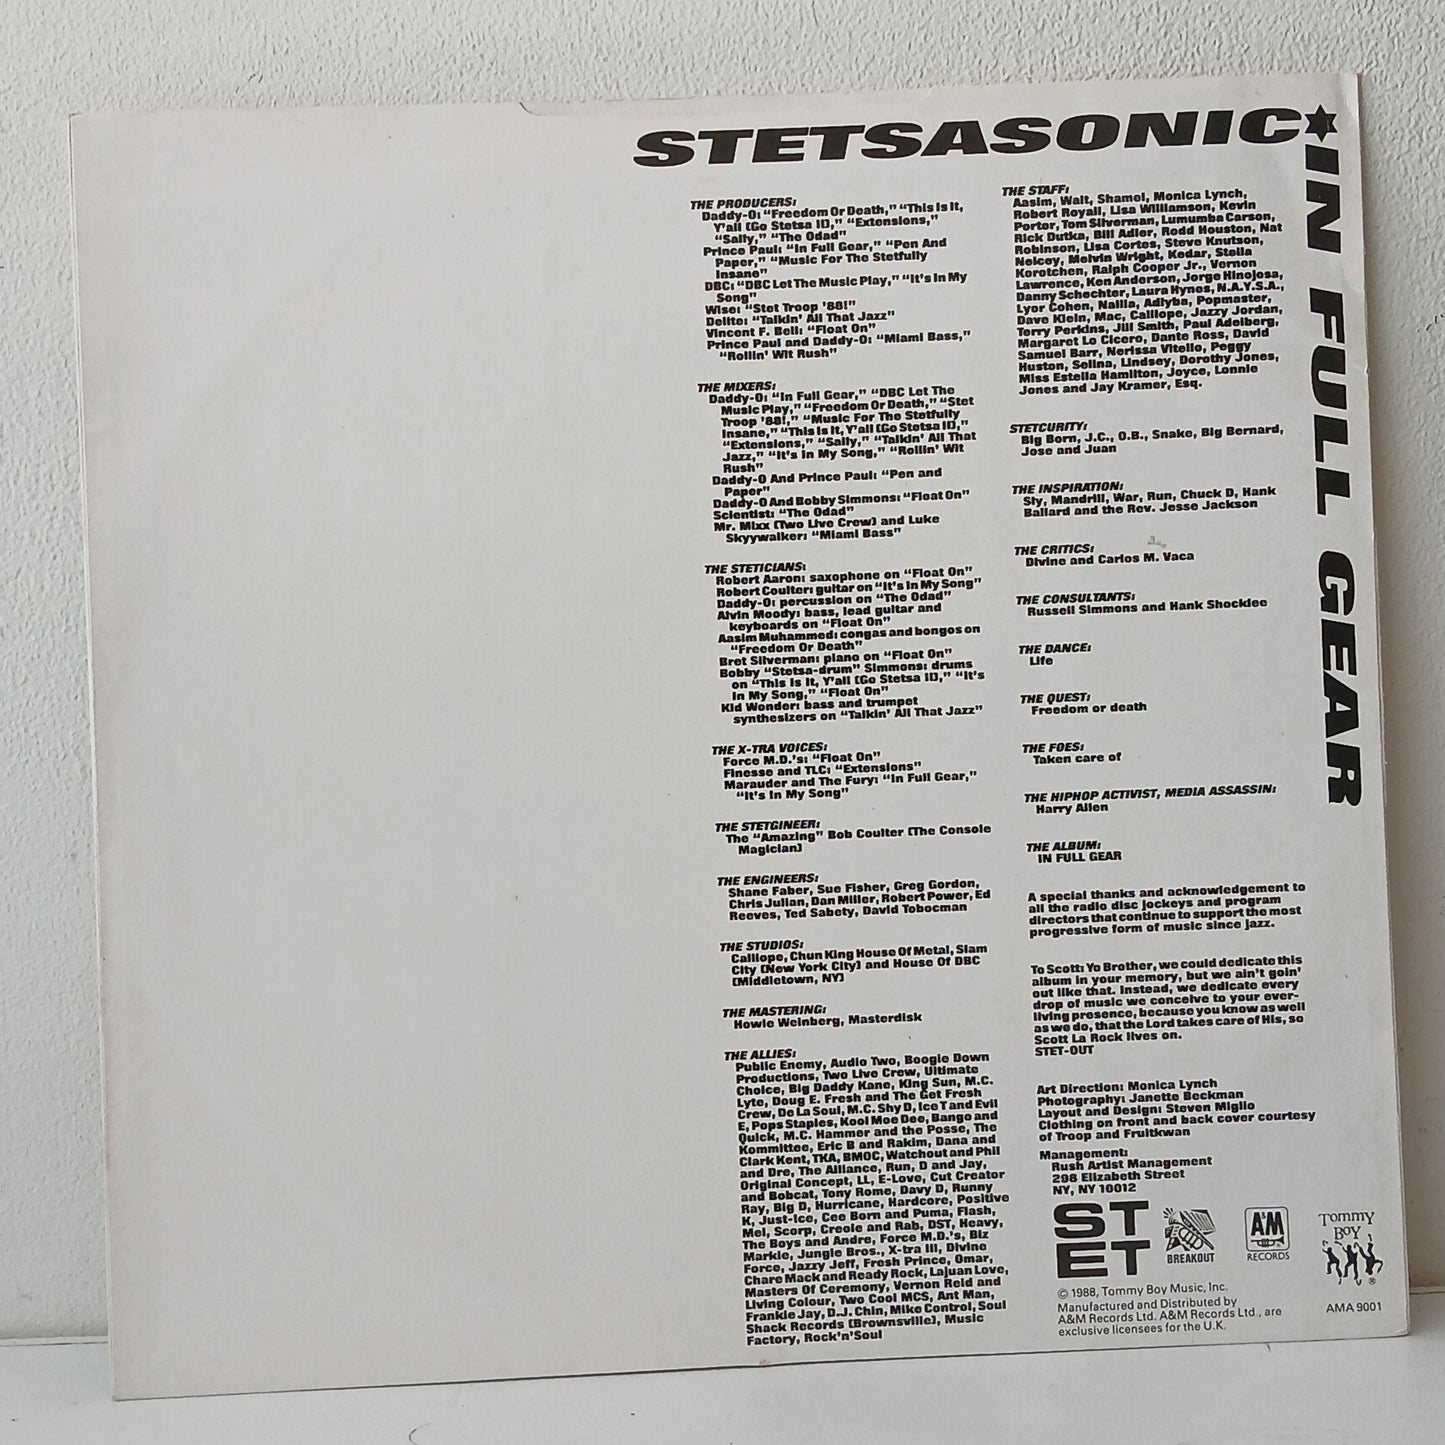 STETSASONIC
IN FULL GEAR
THE PRODUCERS:
Daddy-O: “Freedom Or Death,” “This Is It,
Y'all [Go Stetsa II],” “Extensions,”
“Sally,” “The Odad”
Prince Paul: “In Full Gear,” “Pen And
Paper,” “Music For The Stetfully
Insane”
DBC: “DBC Let The Music Play,” “It's In My
Song”
Wise: “Stet Troop '88!”
Delite: “Talkin' All That Jazz”
Vincent F. Bell: “Float On”
Prince Paul and Daddy-O: “Miami Bass,”
“Rollin' Wit Rush”
THE MIXERS:
Daddy-O: “In Full Gear,” “DBC Let The
Music Play,” “Freedom Or Death,” “Stet
Troop '88!,” “Music For The Stetfully
Insane,” “This Is It, Y'all [Go Stetsa II],”
“Extensions,” “Sally,” “Talkin' All That
Jazz,” “It's In My Song,” “Rollin' Wit
Rush”
Daddy-O And Prince Paul: “Pen and
Paper”
Daddy-O And Bobby Simmons: “Float On”
Scientist: “The Odad”
Mr. Mixx [Two Live Crew] and Luke
Skyywalker: “Miami Bass”
THE STETICIANS:
Robert Aaron: saxophone on “Float On”
Robert Coulter: guitar on “It's In My Song”
Daddy-O: percussion on “The Odad”
Alvin Moody: bass, lead guitar and
keyboards on “Float On”
Aasim Muhammed: congas and bongos on
“Freedom Or Death”
Bret Silverman: piano on “Float On”
Bobby “Stetsa-drum” Simmons: drums
on “This Is It, Y'all [Go Stetsa II],” “It's
In My Song,” “Float On”
Kid Wonder: bass and trumpet
synthesizers on “Talkin' All That Jazz”
THE X-TRA VOICES:
Force M.D.'s: “Float On”
Finesse and TLC: “Extensions”
Marauder and The Fury: “In Full Gear,”
“It's In My Song”
THE STETGINEER:
The “Amazing” Bob Coulter [The Console
Magician]
THE ENGINEERS:
Shane Faber, Sue Fisher, Greg Gordon,
Chris Julian, Dan Miller, Robert Power, Ed
Reeves, Ted Sabety, David Tobocman
THE STUDIOS:
Calliope, Chun King House Of Metal, Slam
City [New York City] and House Of DBC
[Middletown, NY]
THE MASTERING:
Howie Weinberg, Masterdisk
THE ALLIES:
Public Enemy, Audio Two, Boogie Down
Productions, Two Live Crew, Ultimate
Choice, Big Daddy Kane, King Sun, M.C.
Lyte, Doug E. Fresh and The Get Fresh
Crew, De La Soul, M.C. Shy D, Ice T and Evil
E, Pops Staples, Kool Moe Dee, Bango and
Quick, M.C. Hammer and the Posse, The
Kommittee, Eric B and Rakim, Dana and
Clark Kent, TKA, BMOC, Watchout and Phil
and Dre, The Alliance, Run, D and Jay,
Original Concept, LL, E-Love, Cut Creator
and Bobcat, Tony Rome, Davy D, Runny
Ray, Big D, Hurricane, Hardcore, Positive
K, Just-Ice, Cee Born and Puma, Flash,
Mel, Scorp, Creole and Rab, DST, Heavy,
The Boys and Andre, Force M.D.'s, Biz
Markie, Jungle Bros., X-tra III, Divine
Force, Jazzy Jeff, Fresh Prince, Omar,
Chare Mack and Ready Rock, Lajuan Love,
Masters Of Ceremony, Vernon Reid and
Living Colour, Two Cool MCS, Ant Man,
Frankie Jay, D.J. Chin, Mike Control, Soul
Shack Records [Brownsville], Music
Factory, Rock'n'Soul
THE STAFF:
Aasim, Walt, Shamel, Monica Lynch,
Robert Royall, Lisa Williamson, Kevin
Porter, Tom Silverman, Lumumba Carson,
Rick Dutka, Bill Adler, Rodd Houston, Nat
Robinson, Lisa Cortes, Steve Knutson,
Nelcey, Melvin Wright, Kedar, Stella
Korotchen, Ralph Cooper Jr., Vernon
Lawrence, Ken Anderson, Jorge Hinojosa,
Danny Schechter, Laura Hynes, N.A.Y.S.A.,
Lyor Cohen, Nailla, Adlyba, Popmaster,
Dave Klein, Mac, Calliope, Jazzy Jordan,
Terry Perkins, Jill Smith, Paul Adelberg,
Margaret Lo Cicero, Dante Ross, David
Samuel Barr, Nerissa Vitello, Peggy
Huston, Selina, Lindsey, Dorothy Jones,
Miss Estella Hamilton, Joyce, Lonnie
Jones and Jay Kramer, Esq.
STETCURITY:
Big Born, J.C., O.B., Snake, Big Bernard,
Jose and Juan
THE INSPIRATION:
Sly, Mandrill, War, Run, Chuck D, Hank
Ballard and the Rev. Jesse Jackson
THE CRITICS:
Divine and Carlos M. Vaca
THE CONSULTANTS:
Russell Simmons and Hank Shocklee
THE DANCE:
Life
THE QUEST:
Freedom or death
THE FOES:
Taken care of
THE HIPHOP ACTIVIST, MEDIA ASSASSIN:
Harry Allen
THE ALBUM:
IN FULL GEAR
A special thanks and acknowledgement to
all the radio disc jockeys and program
directors that continue to support the most
progressive form of music since jazz.
To Scott: Yo Brother, we could dedicate this
album in your memory, but we ain't goin'
out like that. Instead, we dedicate every
drop of music we conceive to your ever-
living presence, because you know as well
as we do, that the Lord takes care of His, so
Scott La Rock lives on.
STET-OUT
Art Direction: Monica Lynch
Photography: Janette Beckman
Layout and Design: Steven Miglio
Clothing on front and back cover courtesy
of Troop and Fruitkwan
Management:
Rush Artist Management
298 Elizabeth Street
NY, NY 10012
ST
ET
BREAKOUT
A&M
RECORDS
TOMMY
BOY
®
© 1988, Tommy Boy Music, Inc.
Manufactured and Distributed by
A&M Records Ltd. A&M Records Ltd., are
exclusive licensees for the U.K.
AMA 9001